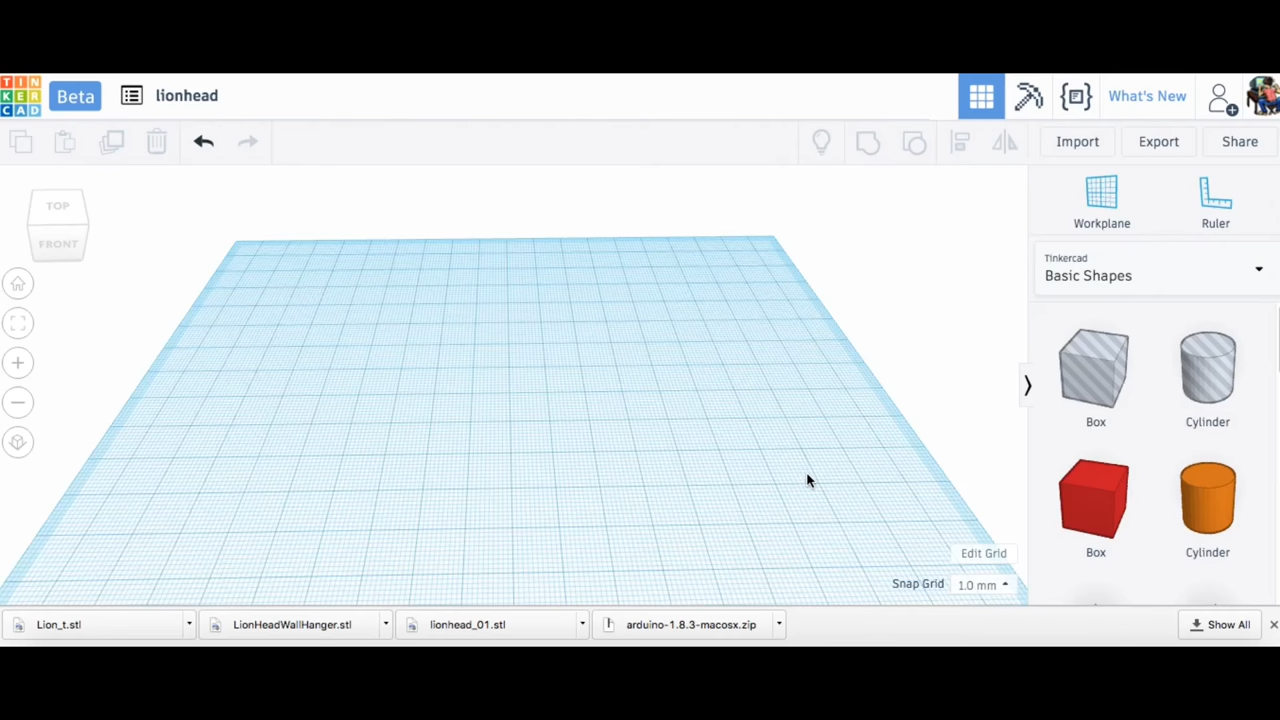 TIN
KER
CAD
Beta
lionhead
What's New
Import
Export
Share
TOP
FRONT
Workplane
Ruler
Tinkercad
Basic Shapes
Box
Cylinder
Box
Cylinder
Edit Grid
Snap Grid 1.0 mm
Lion_t.stl
LionHeadWallHanger.stl
lionhead_01.stl
arduino-1.8.3-macosx.zip
Show All